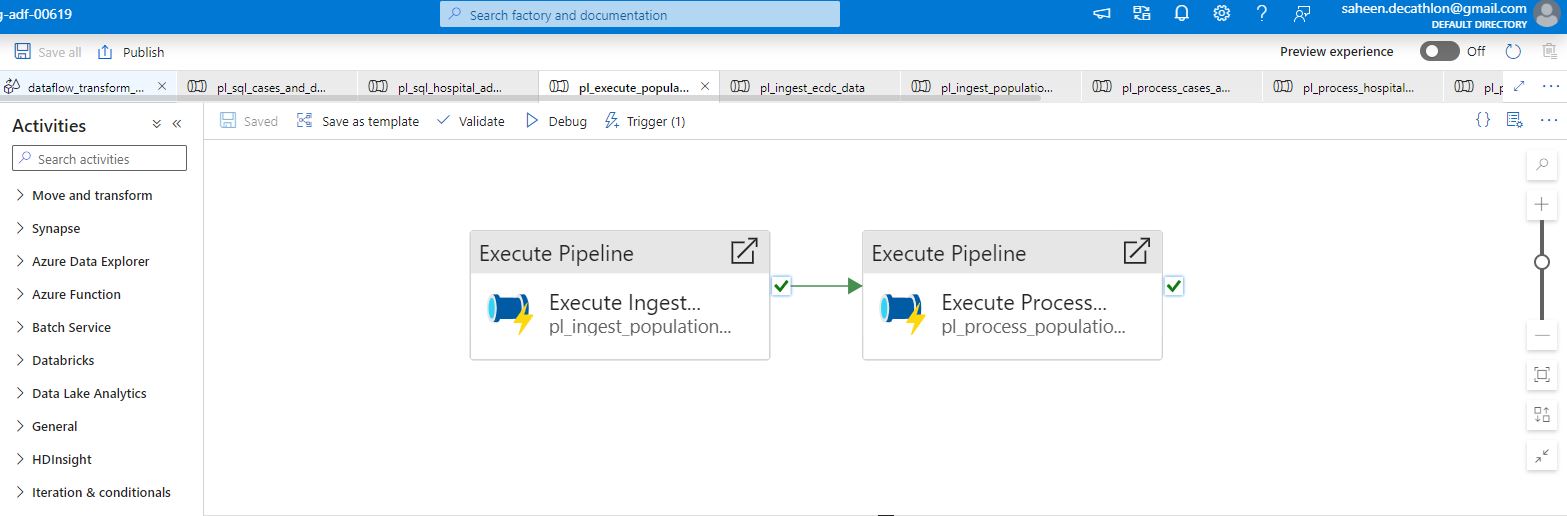 g-adf-00619
Search factory and documentation
saheen.decathlon@gmail.com
DEFAULT DIRECTORY
Save all
Publish
Preview experience
Off
dataflow_transform_...
pl_sql_cases_and_d...
pl_sql_hospital_ad...
pl_execute_popula...
pl_ingest_ecdc_data
pl_ingest_populatio...
pl_process_cases_a...
pl_process_hospital...
Activities
Saved
Save as template
Validate
Debug
Trigger (1)
Search activities
Move and transform
Synapse
Azure Data Explorer
Azure Function
Batch Service
Databricks
Data Lake Analytics
General
HDInsight
Iteration & conditionals
Execute Pipeline
Execute Ingest...
pl_ingest_population...
Execute Pipeline
Execute Process...
pl_process_populatio...